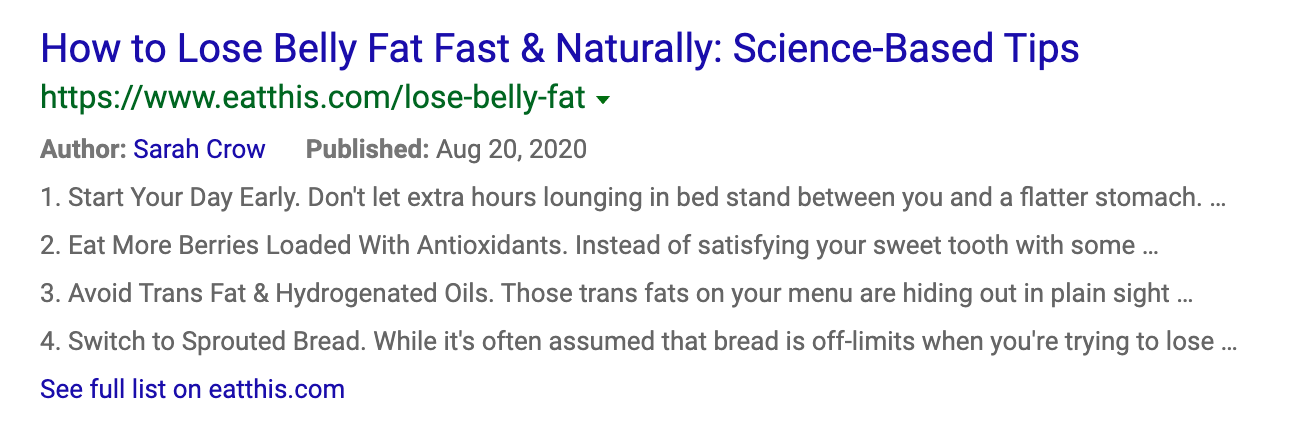 How to Lose Belly Fat Fast & Naturally: Science-Based Tips
https://www.eatthis.com/lose-belly-fat
Author: Sarah Crow Published: Aug 20, 2020
1. Start Your Day Early. Don't let extra hours lounging in bed stand between you and a flatter stomach. ...
2. Eat More Berries Loaded With Antioxidants. Instead of satisfying your sweet tooth with some ...
3. Avoid Trans Fat & Hydrogenated Oils. Those trans fats on your menu are hiding out in plain sight ...
4. Switch to Sprouted Bread. While it's often assumed that bread is off-limits when you're trying to lose ...
See full list on eatthis.com